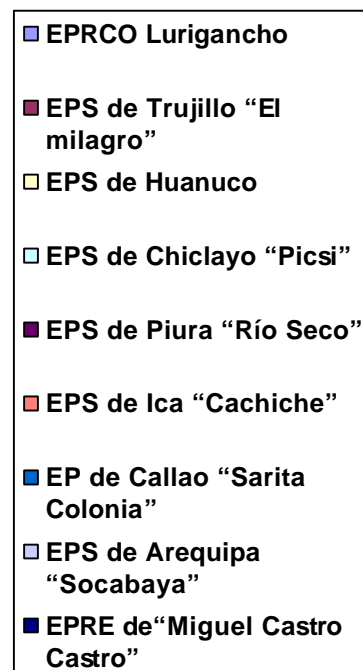 EPRCO Lurigancho
EPS de Trujillo “El
milagro”
EPS de Huanuco
EPS de Chiclayo “Picsi”
EPS de Piura “Río Seco”
EPS de Ica “Cachiche”
EP de Callao “Sarita
Colonia”
EPS de Arequipa
“Socabaya”
EPRE de“Miguel Castro
Castro”